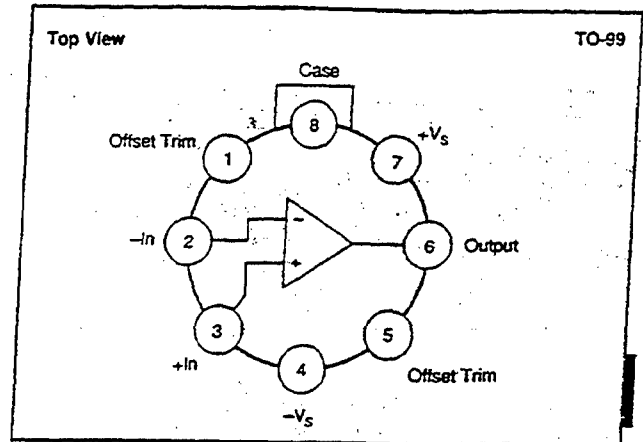 Top View
TO-99
Case
8
Offset Trim
1
7
+VS
–In
2
–
6
Output
+
3
5
+In
4
Offset Trim
–VS